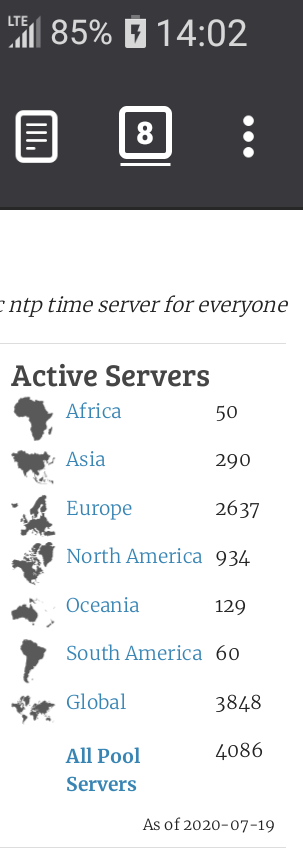 LTE 85% 14:02
8
c ntp time server for everyone
Active Servers
Africa 50
Asia 290
Europe 2637
North America 934
Oceania 129
South America 60
Global 3848
All Pool 4086
Servers
As of 2020-07-19